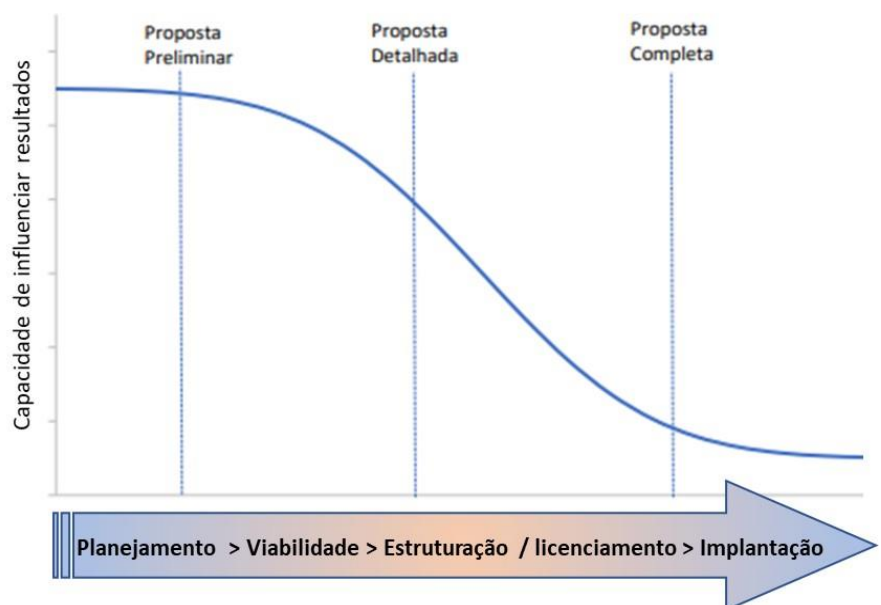 Proposta
Preliminar
Proposta
Detalhada
Proposta
Completa
Capacidade de influenciar resultados
Planejamento > Viabilidade > Estruturação / licenciamento > Implantação